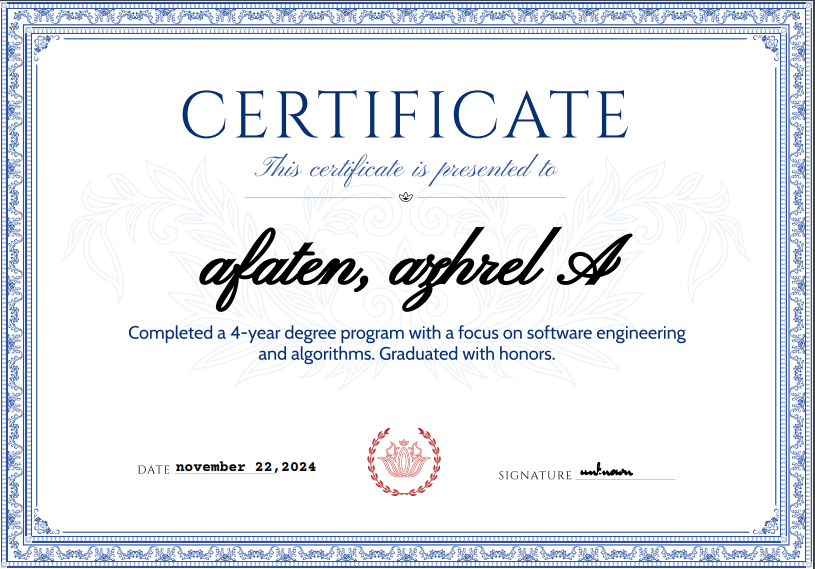 CERTIFICATE
This certificate is presented to
afaten, azhrel A
Completed a 4-year degree program with a focus on software engineering
and algorithms. Graduated with honors.
DATE november 22,2024
SIGNATURE unknown